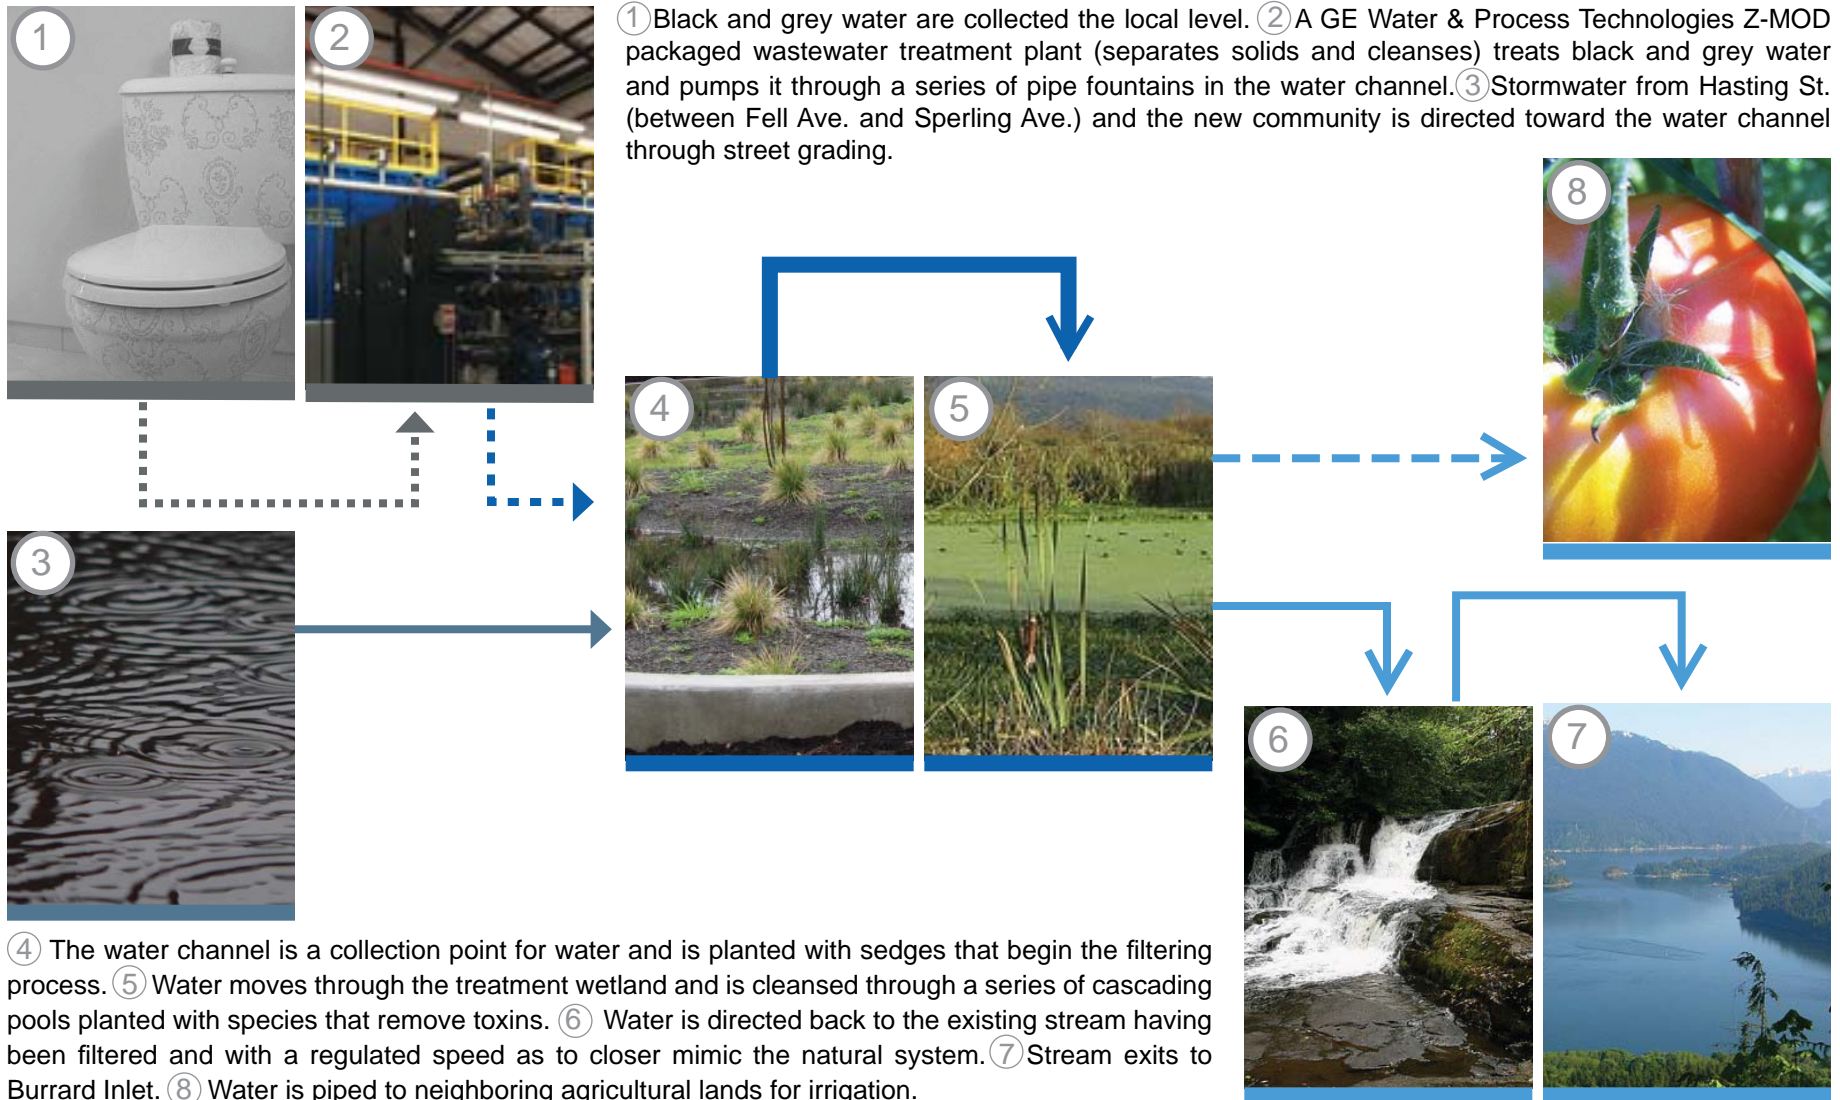 1
2
① Black and grey water are collected the local level. ② A GE Water & Process Technologies Z-MOD
packaged wastewater treatment plant (separates solids and cleanses) treats black and grey water
and pumps it through a series of pipe fountains in the water channel. ③ Stormwater from Hasting St.
(between Fell Ave. and Sperling Ave.) and the new community is directed toward the water channel
through street grading.
8
4
5
3
6
7
④ The water channel is a collection point for water and is planted with sedges that begin the filtering
process. ⑤ Water moves through the treatment wetland and is cleansed through a series of cascading
pools planted with species that remove toxins. ⑥ Water is directed back to the existing stream having
been filtered and with a regulated speed as to closer mimic the natural system. ⑦ Stream exits to
Burrard Inlet. ⑧ Water is piped to neighboring agricultural lands for irrigation.